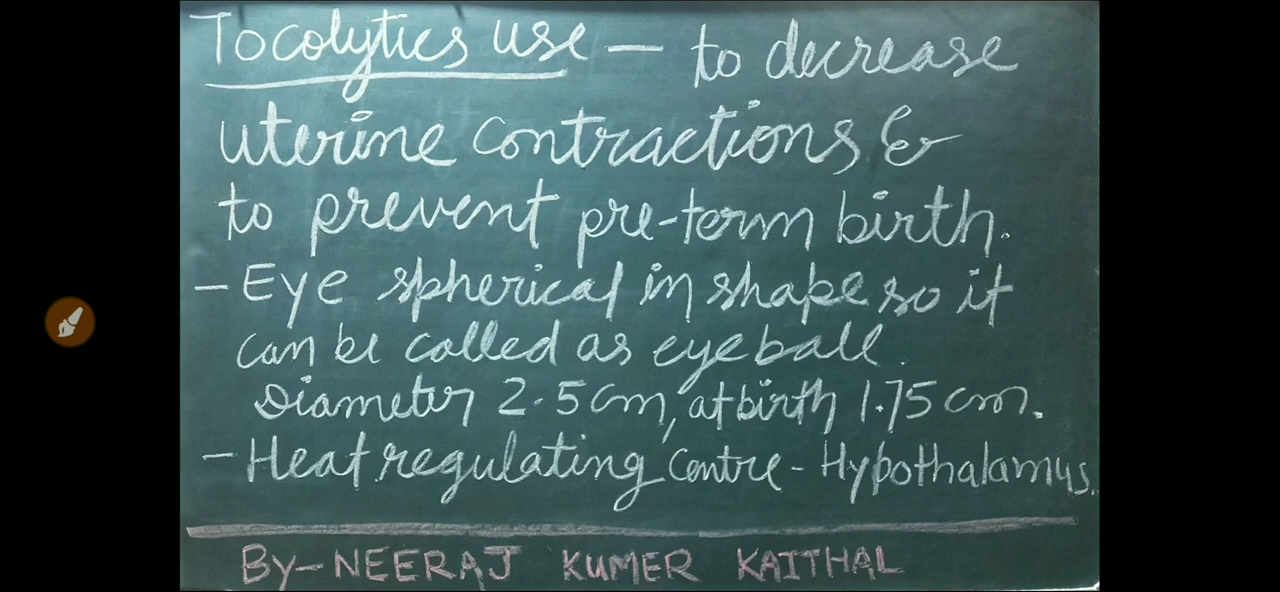 Tocolytics use — to decrease
uterine contractions &
to prevent pre-term birth.
- Eye spherical in shape so it
can be called as eyeball.
Diameter 2.5 cm, at birth 1.75 cm.
- Heat regulating centre - Hypothalamus.
By-NEERAJ KUMER KAITHAL